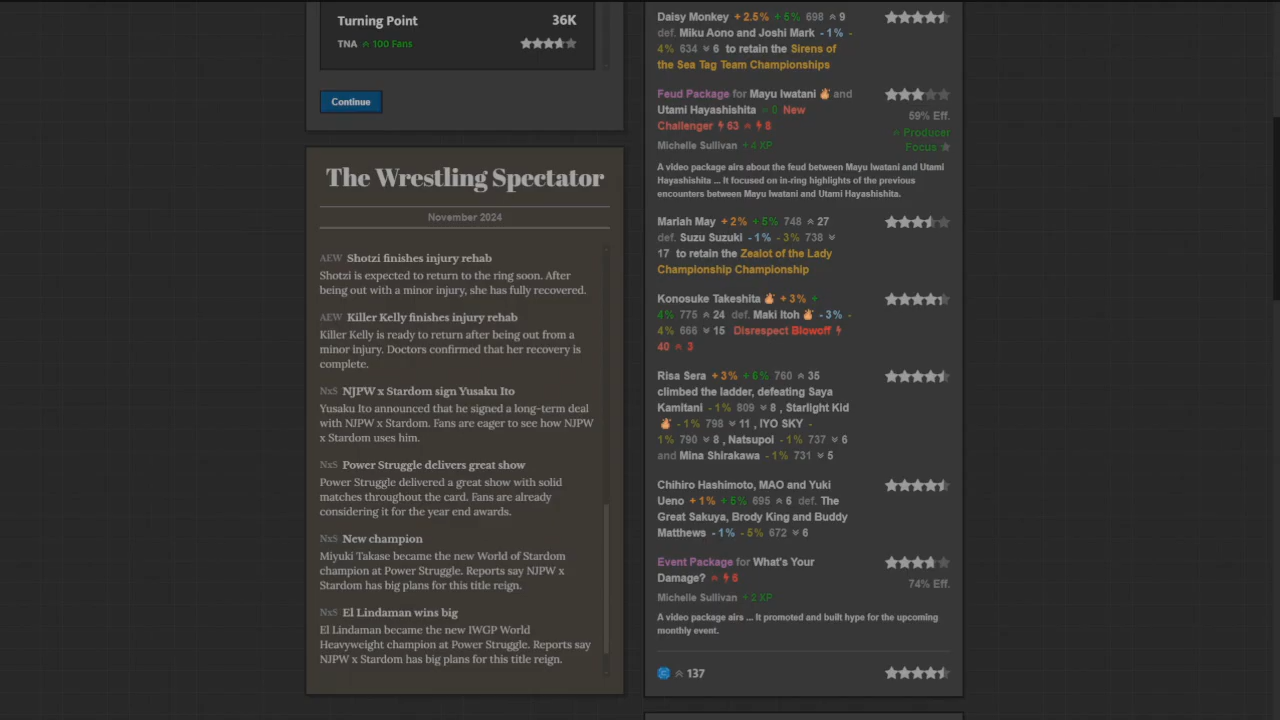 Turning Point 36K
TNA 100 Fans
Continue
The Wrestling Spectator
November 2024
AEW Shotzi finishes injury rehab
Shotzi is expected to return to the ring soon. After
being out with a minor injury, she has fully recovered.
AEW Killer Kelly finishes injury rehab
Killer Kelly is ready to return after being out from a
minor injury. Doctors confirmed that her recovery is
complete.
NxS NJPW x Stardom sign Yusaku Ito
Yusaku Ito announced that he signed a long-term deal
with NJPW x Stardom. Fans are eager to see how NJPW
x Stardom uses him.
NxS Power Struggle delivers great show
Power Struggle delivered a great show with solid
matches throughout the card. Fans are already
considering it for the year end awards.
NxS New champion
Miyuki Takase became the new World of Stardom
champion at Power Struggle. Reports say NJPW x
Stardom has big plans for this title reign.
NxS El Lindaman wins big
El Lindaman became the new IWGP World
Heavyweight champion at Power Struggle. Reports say
NJPW x Stardom has big plans for this title reign.
Daisy Monkey + 2.5% + 5% 698 9
def. Miku Aono and Joshi Mark - 1% -
4% 634 6 to retain the Sirens of
the Sea Tag Team Championships
Feud Package for Mayu Iwatani and
Utami Hayashishita = 0 New
Challenger 63 8
Michelle Sullivan + 4 XP
59% Eff.
Producer
Focus
A video package airs about the feud between Mayu Iwatani and Utami
Hayashishita ... It focused on in-ring highlights of the previous
encounters between Mayu Iwatani and Utami Hayashishita.
Mariah May + 2% + 5% 748 27
def. Suzu Suzuki - 1% - 3% 738
17 to retain the Zealot of the Lady
Championship Championship
Konosuke Takeshita + 3% +
4% 775 24 def. Maki Itoh - 3% -
4% 666 15 Disrespect Blowoff
40 3
Risa Sera + 3% + 6% 760 35
climbed the ladder, defeating Saya
Kamitani - 1% 809 8 , Starlight Kid
- 1% 798 11 , IYO SKY -
1% 790 8 , Natsupoi - 1% 737 6
and Mina Shirakawa - 1% 731 5
Chihiro Hashimoto, MAO and Yuki
Ueno + 1% + 5% 695 6 def. The
Great Sakuya, Brody King and Buddy
Matthews - 1% - 5% 672 6
Event Package for What's Your
Damage? 6
Michelle Sullivan + 2 XP
74% Eff.
A video package airs ... It promoted and built hype for the upcoming
monthly event.
C 137